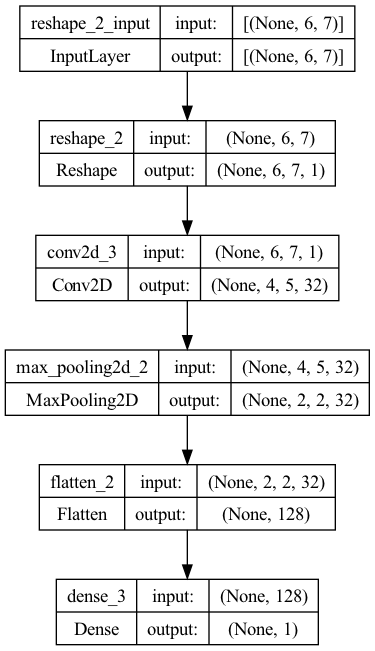 reshape_2_input input: [(None, 6, 7)]
InputLayer output: [(None, 6, 7)]
reshape_2 input: (None, 6, 7)
Reshape output: (None, 6, 7, 1)
conv2d_3 input: (None, 6, 7, 1)
Conv2D output: (None, 4, 5, 32)
max_pooling2d_2 input: (None, 4, 5, 32)
MaxPooling2D output: (None, 2, 2, 32)
flatten_2 input: (None, 2, 2, 32)
Flatten output: (None, 128)
dense_3 input: (None, 128)
Dense output: (None, 1)